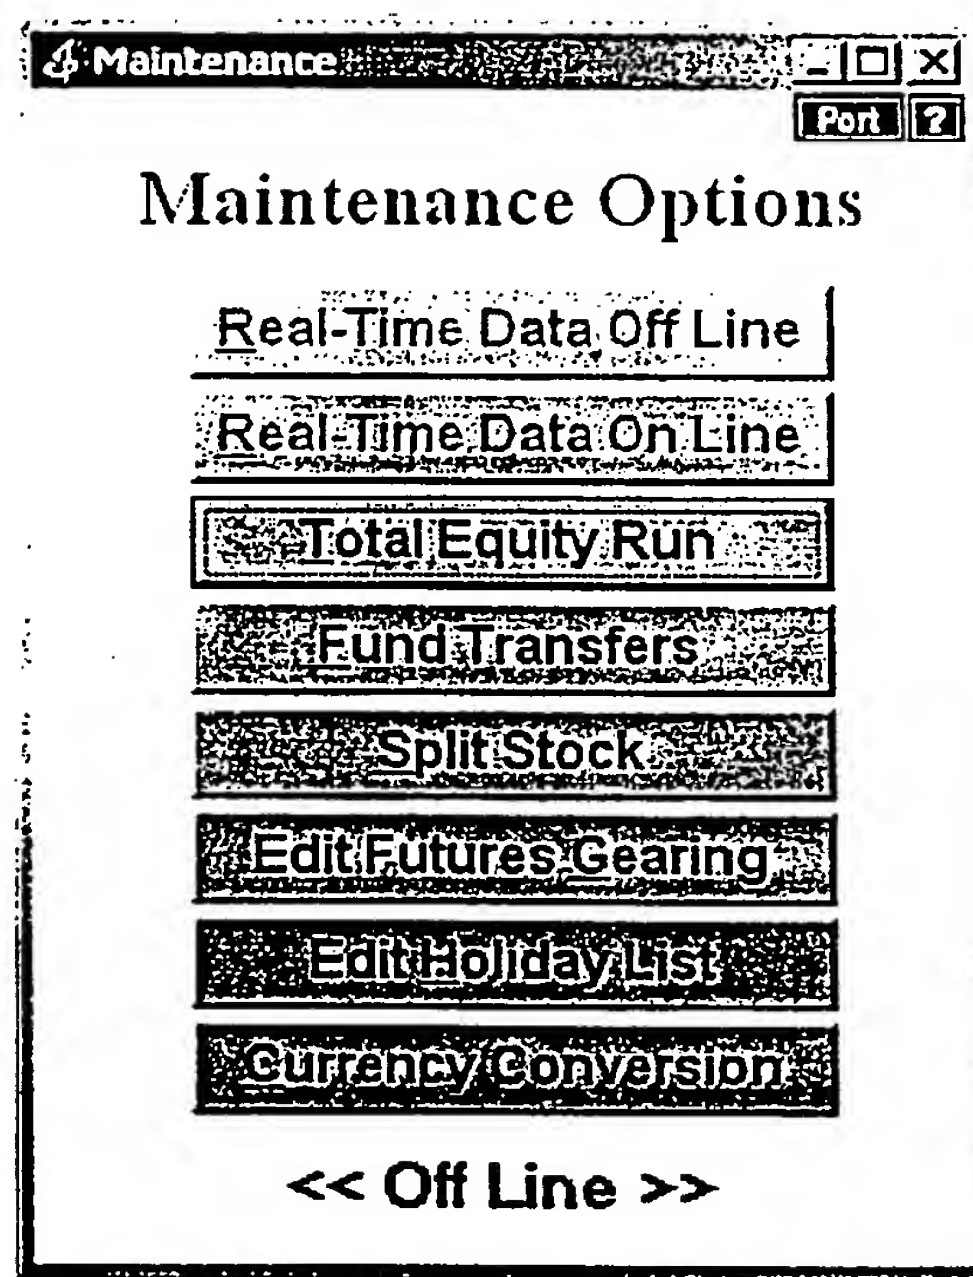 Maintenance
Port ?
Maintenance Options
Real-Time Data Off Line
Real-Time Data On Line
Total Equity Run
Fund Transfers
Split Stock
Edit Futures Gearing
Edit Holiday List
Currency Conversion
<< Off Line >>